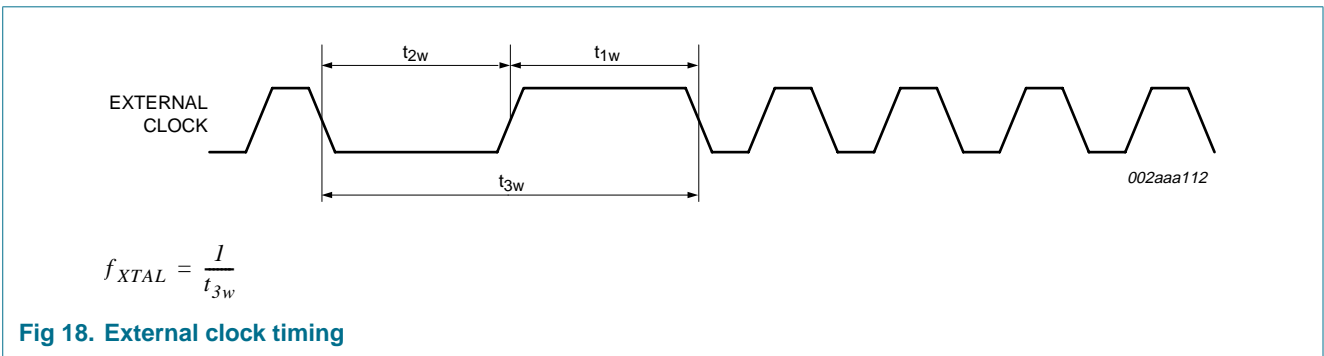 t2w
t1w
EXTERNAL
CLOCK
t3w
002aaa112
fXTAL = 1 / t3w
Fig 18. External clock timing